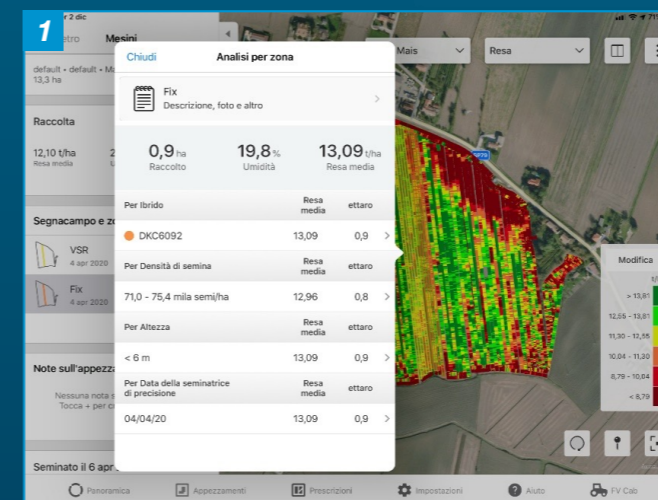 1
r 2 dic
71%
etro
Mesini
default • default • Ma
13,3 ha
Raccolta
12,10 t/ha
2
Resa media
U
Segnacampo e zo
VSR
4 apr 2020
Fix
4 apr 2020
Note sull'appezza
Nessuna nota s
Tocca + per c
Seminato il 6 apr
Chiudi
Analisi per zona
Fix
Descrizione, foto e altro
0,9 ha
19,8 %
13,09 t/ha
Raccolto
Umidità
Resa media
Per Ibrido
Resa media
ettaro
DKC6092
13,09
0,9
Per Densità di semina
Resa media
ettaro
71,0 - 75,4 mila semi/ha
12,96
0,8
Per Altezza
Resa media
ettaro
< 6 m
13,09
0,9
Per Data della seminatrice
di precisione
Resa media
ettaro
04/04/20
13,09
0,9
Mais
Resa
SP79
Modifica
t/
> 13,81
12,55 - 13,81
11,30 - 12,55
10,04 - 11,30
8,79 - 10,04
< 8,79
Panoramica
Appezzamenti
Prescrizioni
Impostazioni
Aiuto
FV Cab